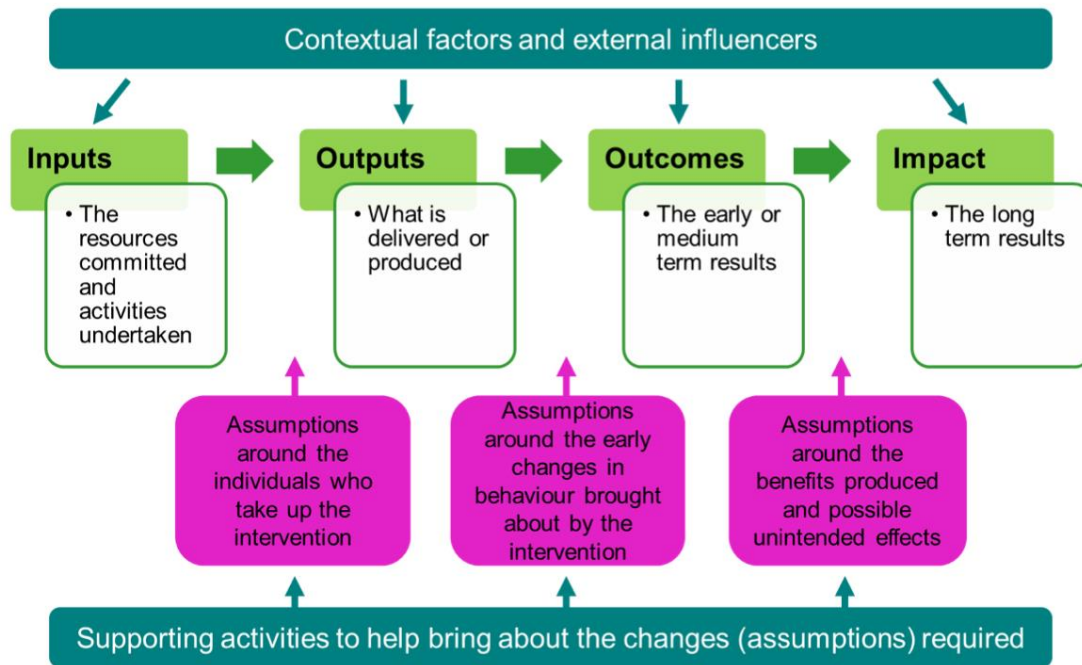 Contextual factors and external influencers
Inputs
• The
resources
committed
and
activities
undertaken
Outputs
• What is
delivered or
produced
Outcomes
• The early or
medium
term results
Impact
• The long
term results
Assumptions
around the
individuals who
take up the
intervention
Assumptions
around the early
changes in
behaviour brought
about by the
intervention
Assumptions
around the
benefits produced
and possible
unintended effects
Supporting activities to help bring about the changes (assumptions) required